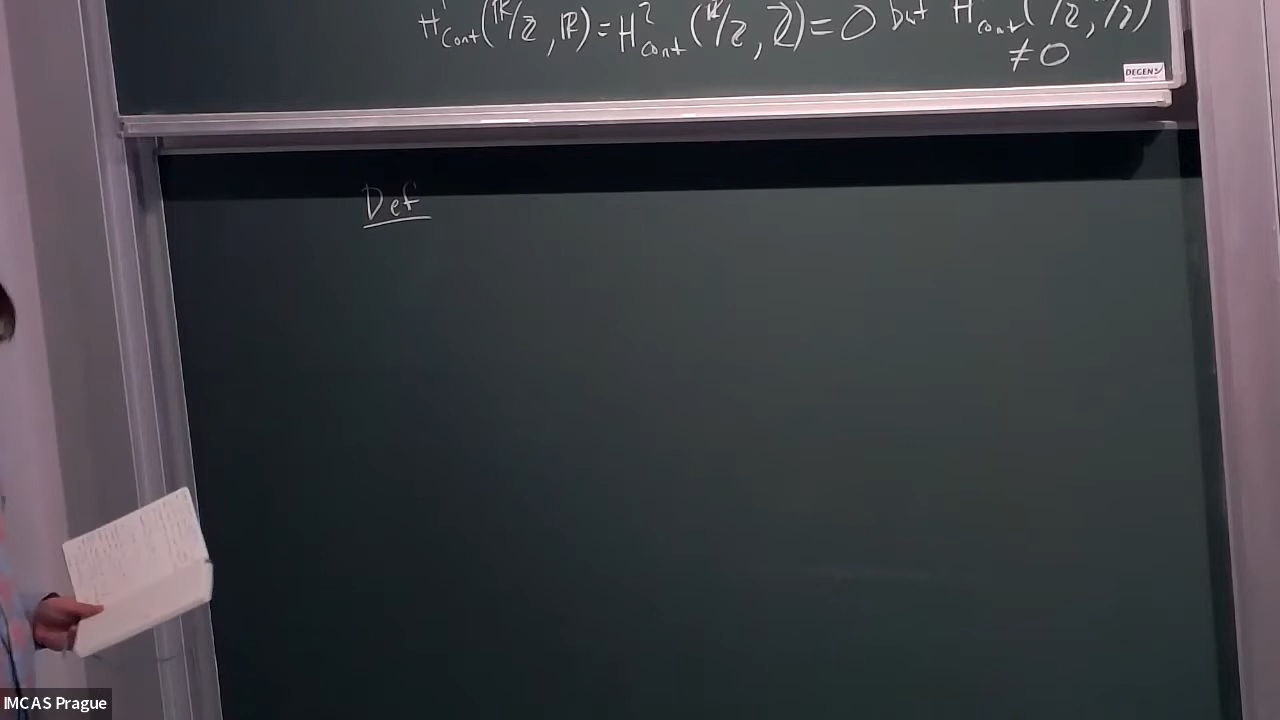 H¹cont(ℝ/ℤ, ℝ) = H²cont(ℝ/ℤ, ℤ) = 0 but H cont(
≠ 0
DEGEN
Def
IMCAS Prague